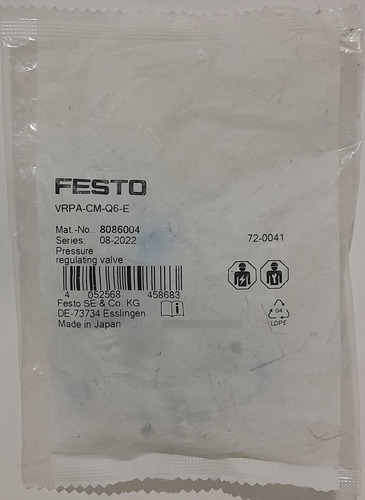 FESTO
VRPA-CM-Q6-E
Mat.-No.: 8086004
Series: 08-2022
72-0041
Pressure
regulating valve
4 052568 458683
Festo SE & Co. KG
DE-73734 Esslingen
Made in Japan
04
LDPE